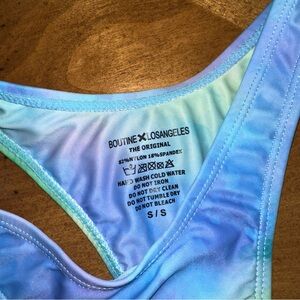 BOUTINE X LOSANGELES
THE ORIGINAL
82%NYLON 18%SPANDEX
HAND WASH COLD WATER
DO NOT IRON
DO NOT DRY CLEAN
DO NOT TUMBLE DRY
DO NOT BLEACH
S/S